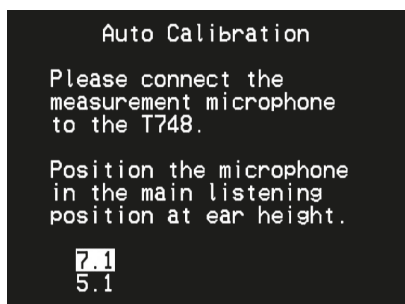 Auto Calibration
Please connect the
measurement microphone
to the T748.
Position the microphone
in the main listening
position at ear height.
7.1
5.1